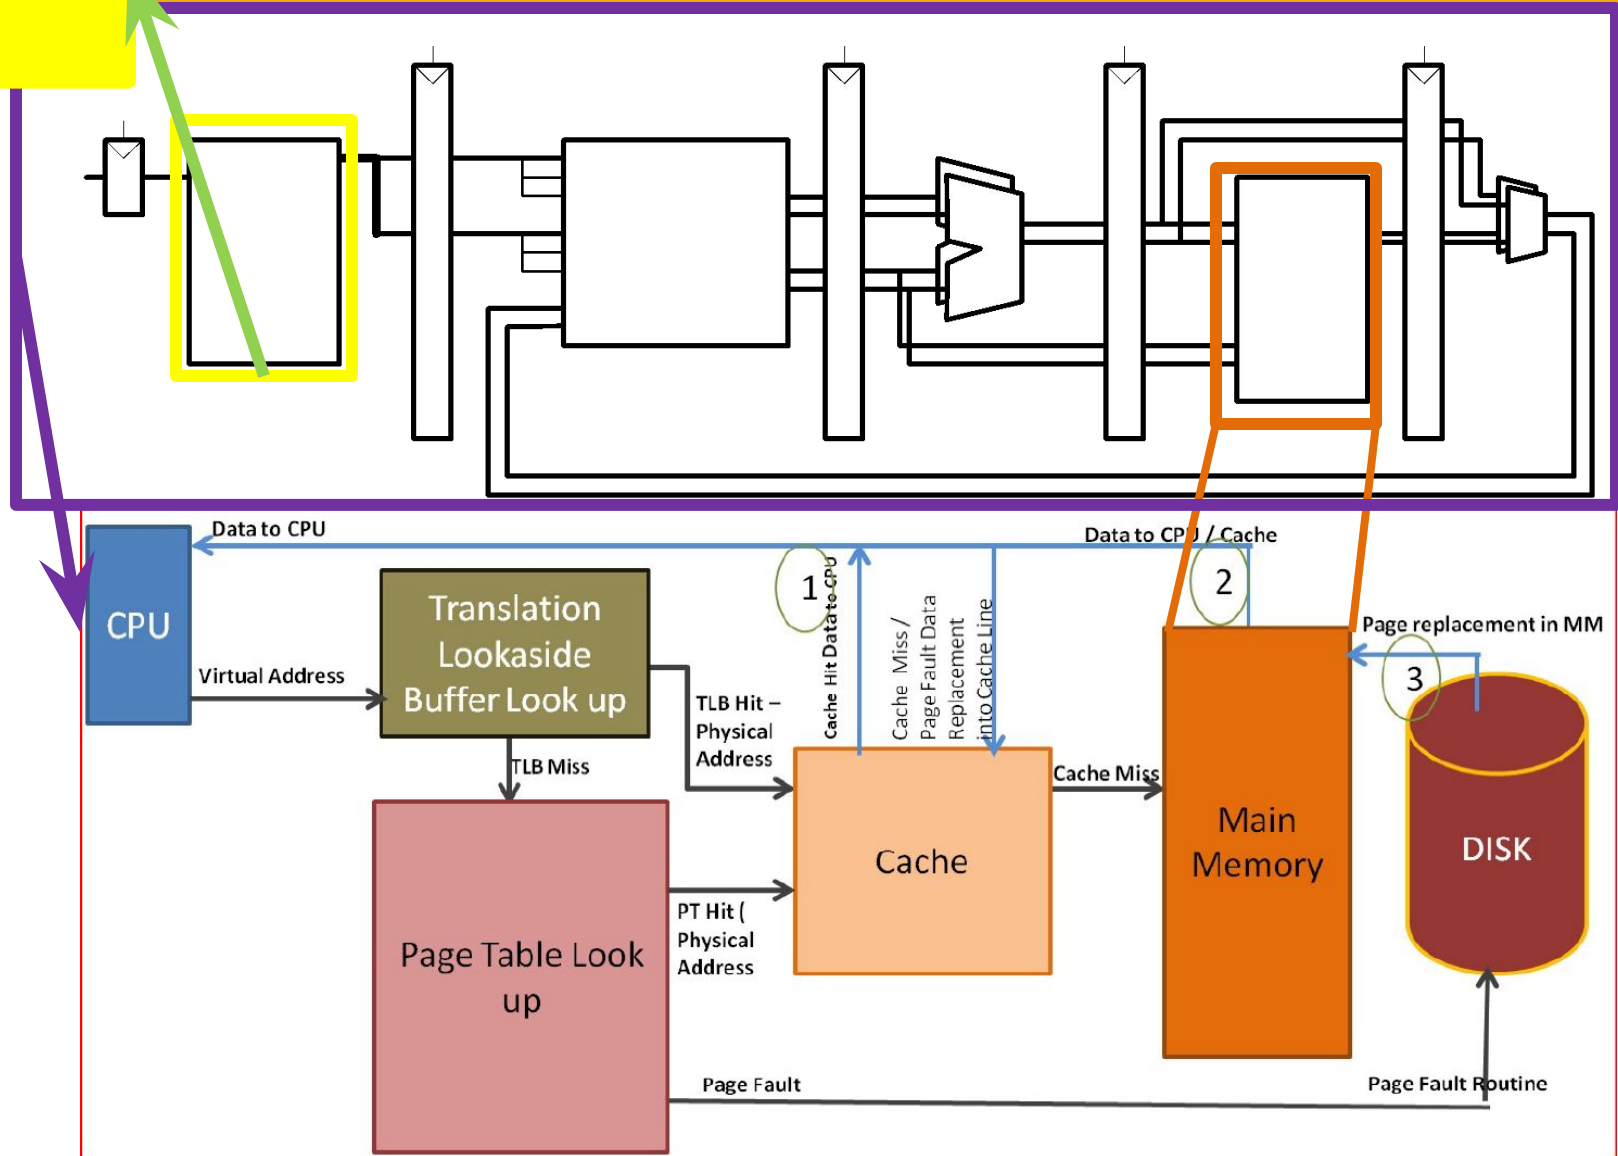 Data to CPU
Data to CPU / Cache
1
2
CPU
Translation
Lookaside
Buffer Look up
Cache Hit Data to CPU
Cache Miss /
Page Fault Data
Replacement
into Cache Line
Page replacement in MM
3
Virtual Address
TLB Hit –
Physical
Address
TLB Miss
Cache Miss
Main
Memory
DISK
Cache
PT Hit (
Physical
Address
Page Table Look
up
Page Fault
Page Fault Routine